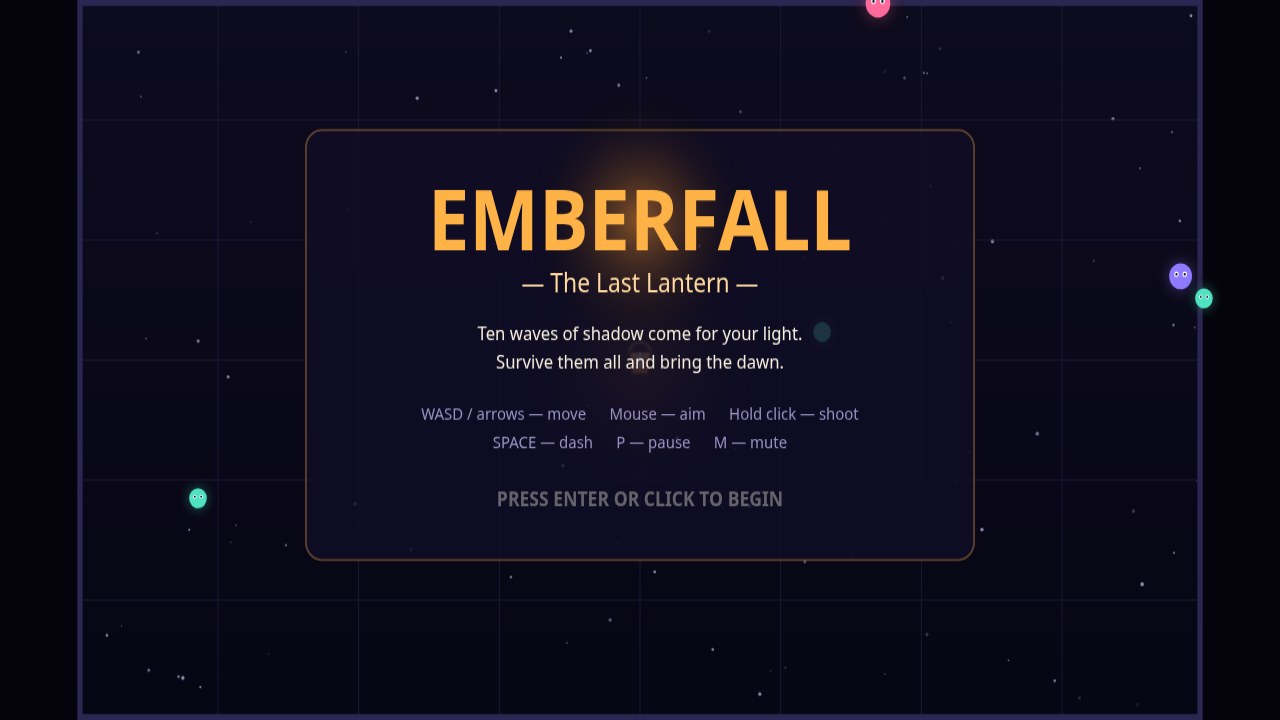 EMBERFALL
— The Last Lantern —
Ten waves of shadow come for your light.
Survive them all and bring the dawn.
WASD / arrows — move Mouse — aim Hold click — shoot
SPACE — dash P — pause M — mute
PRESS ENTER OR CLICK TO BEGIN